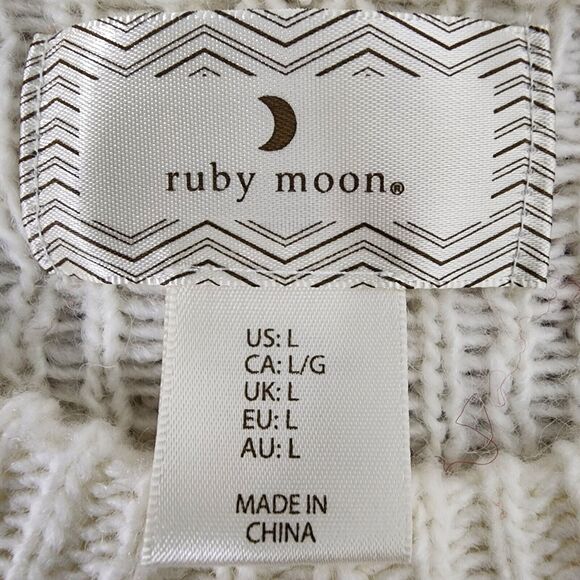 ruby moon®
US: L
CA: L/G
UK: L
EU: L
AU: L
MADE IN
CHINA